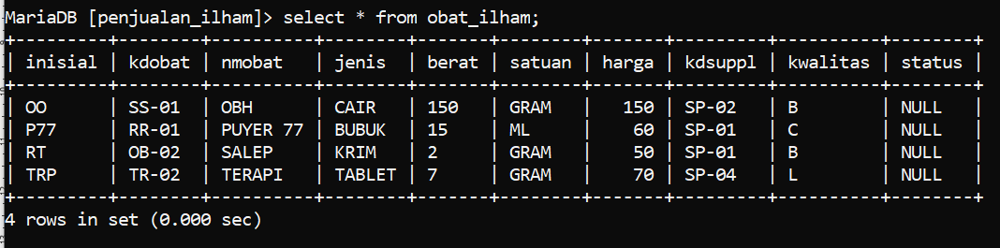 MariaDB [penjualan_ilham]> select * from obat_ilham;
+----------+--------+----------+--------+-------+--------+-------+---------+----------+--------+
| inisial | kdobat | nmobat | jenis | berat | satuan | harga | kdsuppl | kwalitas | status |
+----------+--------+----------+--------+-------+--------+-------+---------+----------+--------+
| OO | SS-01 | OBH | CAIR | 150 | GRAM | 150 | SP-02 | B | NULL |
| P77 | RR-01 | PUYER 77 | BUBUK | 15 | ML | 60 | SP-01 | C | NULL |
| RT | OB-02 | SALEP | KRIM | 2 | GRAM | 50 | SP-01 | B | NULL |
| TRP | TR-02 | TERAPI | TABLET | 7 | GRAM | 70 | SP-04 | L | NULL |
+----------+--------+----------+--------+-------+--------+-------+---------+----------+--------+
4 rows in set (0.000 sec)